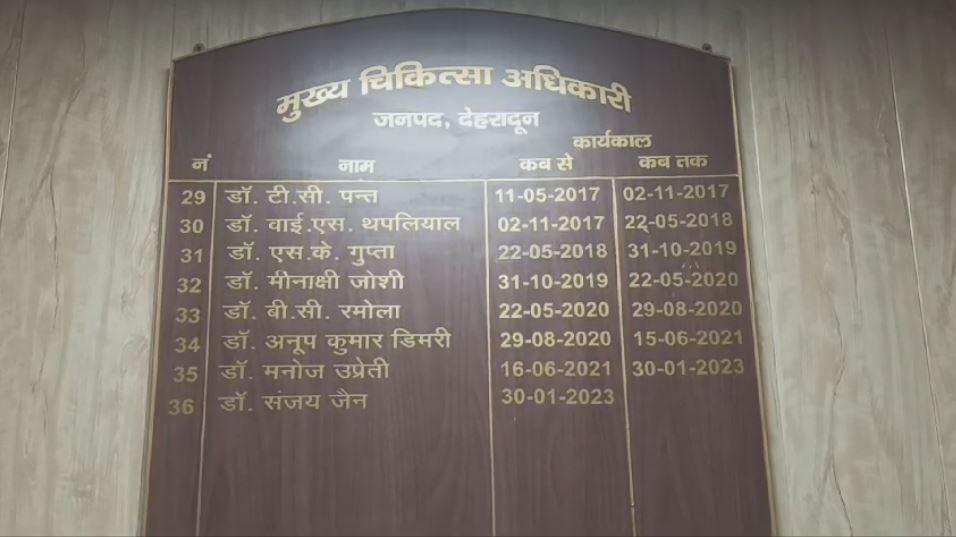 मुख्य चिकित्सा अधिकारी
जनपद, देहरादून
कार्यकाल
नं नाम कब से कब तक
29 डॉ. टी.सी. पन्त 11-05-2017 02-11-2017
30 डॉ. वाई.एस. थपलियाल 02-11-2017 22-05-2018
31 डॉ. एस.के. गुप्ता 22-05-2018 31-10-2019
32 डॉ. मीनाक्षी जोशी 31-10-2019 22-05-2020
33 डॉ. बी.सी. रमोला 22-05-2020 29-08-2020
34 डॉ. अनूप कुमार डिमरी 29-08-2020 15-06-2021
35 डॉ. मनोज उप्रेती 16-06-2021 30-01-2023
36 डॉ. संजय जैन 30-01-2023